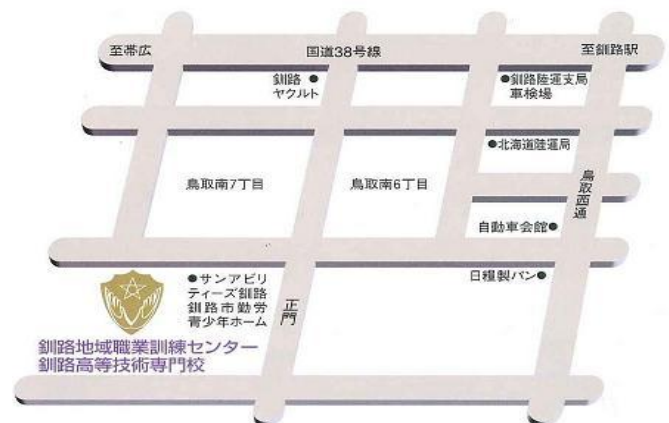 至帯広
国道38号線
至釧路駅
釧路
ヤクルト
●釧路陸運支局
車検場
●北海道陸運局
鳥取南7丁目
鳥取南6丁目
鳥取西通
自動車会館●
日糧製パン●
●サンアビリ
ティーズ釧路
釧路市勤労
青少年ホーム
正門
釧路地域職業訓練センター
釧路高等技術専門校